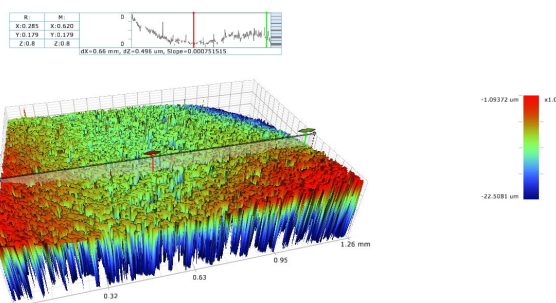 R: M:
X:0.285 X:0.620
Y:0.179 Y:0.179
Z:0.8 Z:0.8
D
D
dX=0.66 mm, dZ=0.496 um, Slope=0.000751515
-1.09372 um x1.0
-22.5081 um
1.26 mm
0.95
0.63
0.32